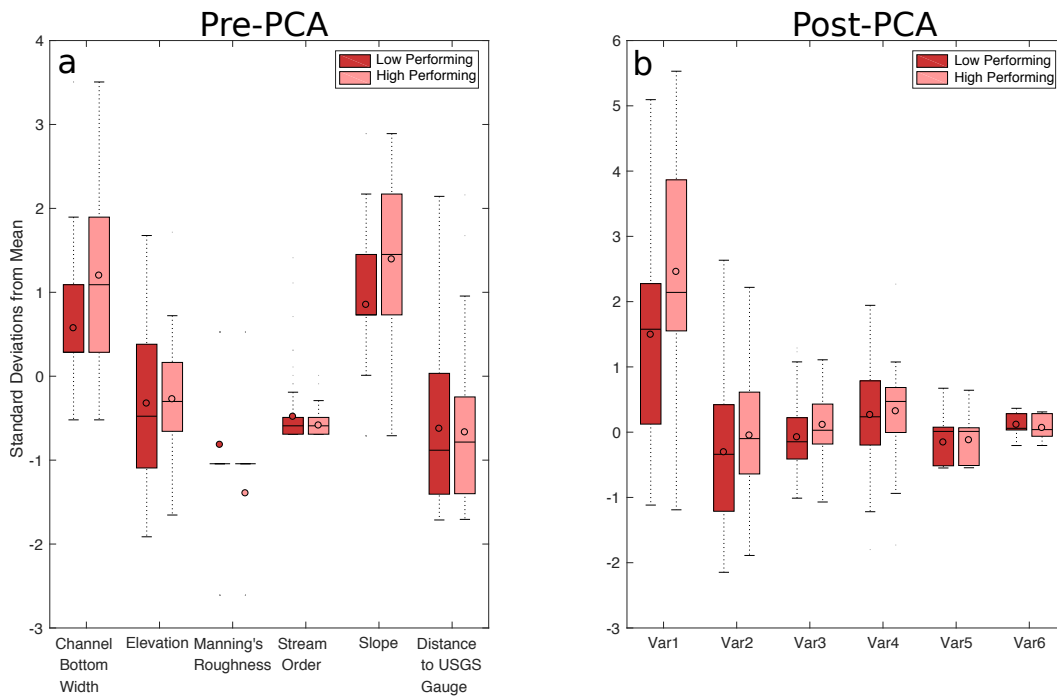 Pre-PCA
a
Low Performing
High Performing
Standard Deviations from Mean
4
3
2
1
0
-1
-2
-3
Channel
Bottom
Width
Elevation
Manning's
Roughness
Stream
Order
Slope
Distance
to USGS
Gauge
Post-PCA
b
Low Performing
High Performing
6
5
4
3
2
1
0
-1
-2
-3
Var1
Var2
Var3
Var4
Var5
Var6